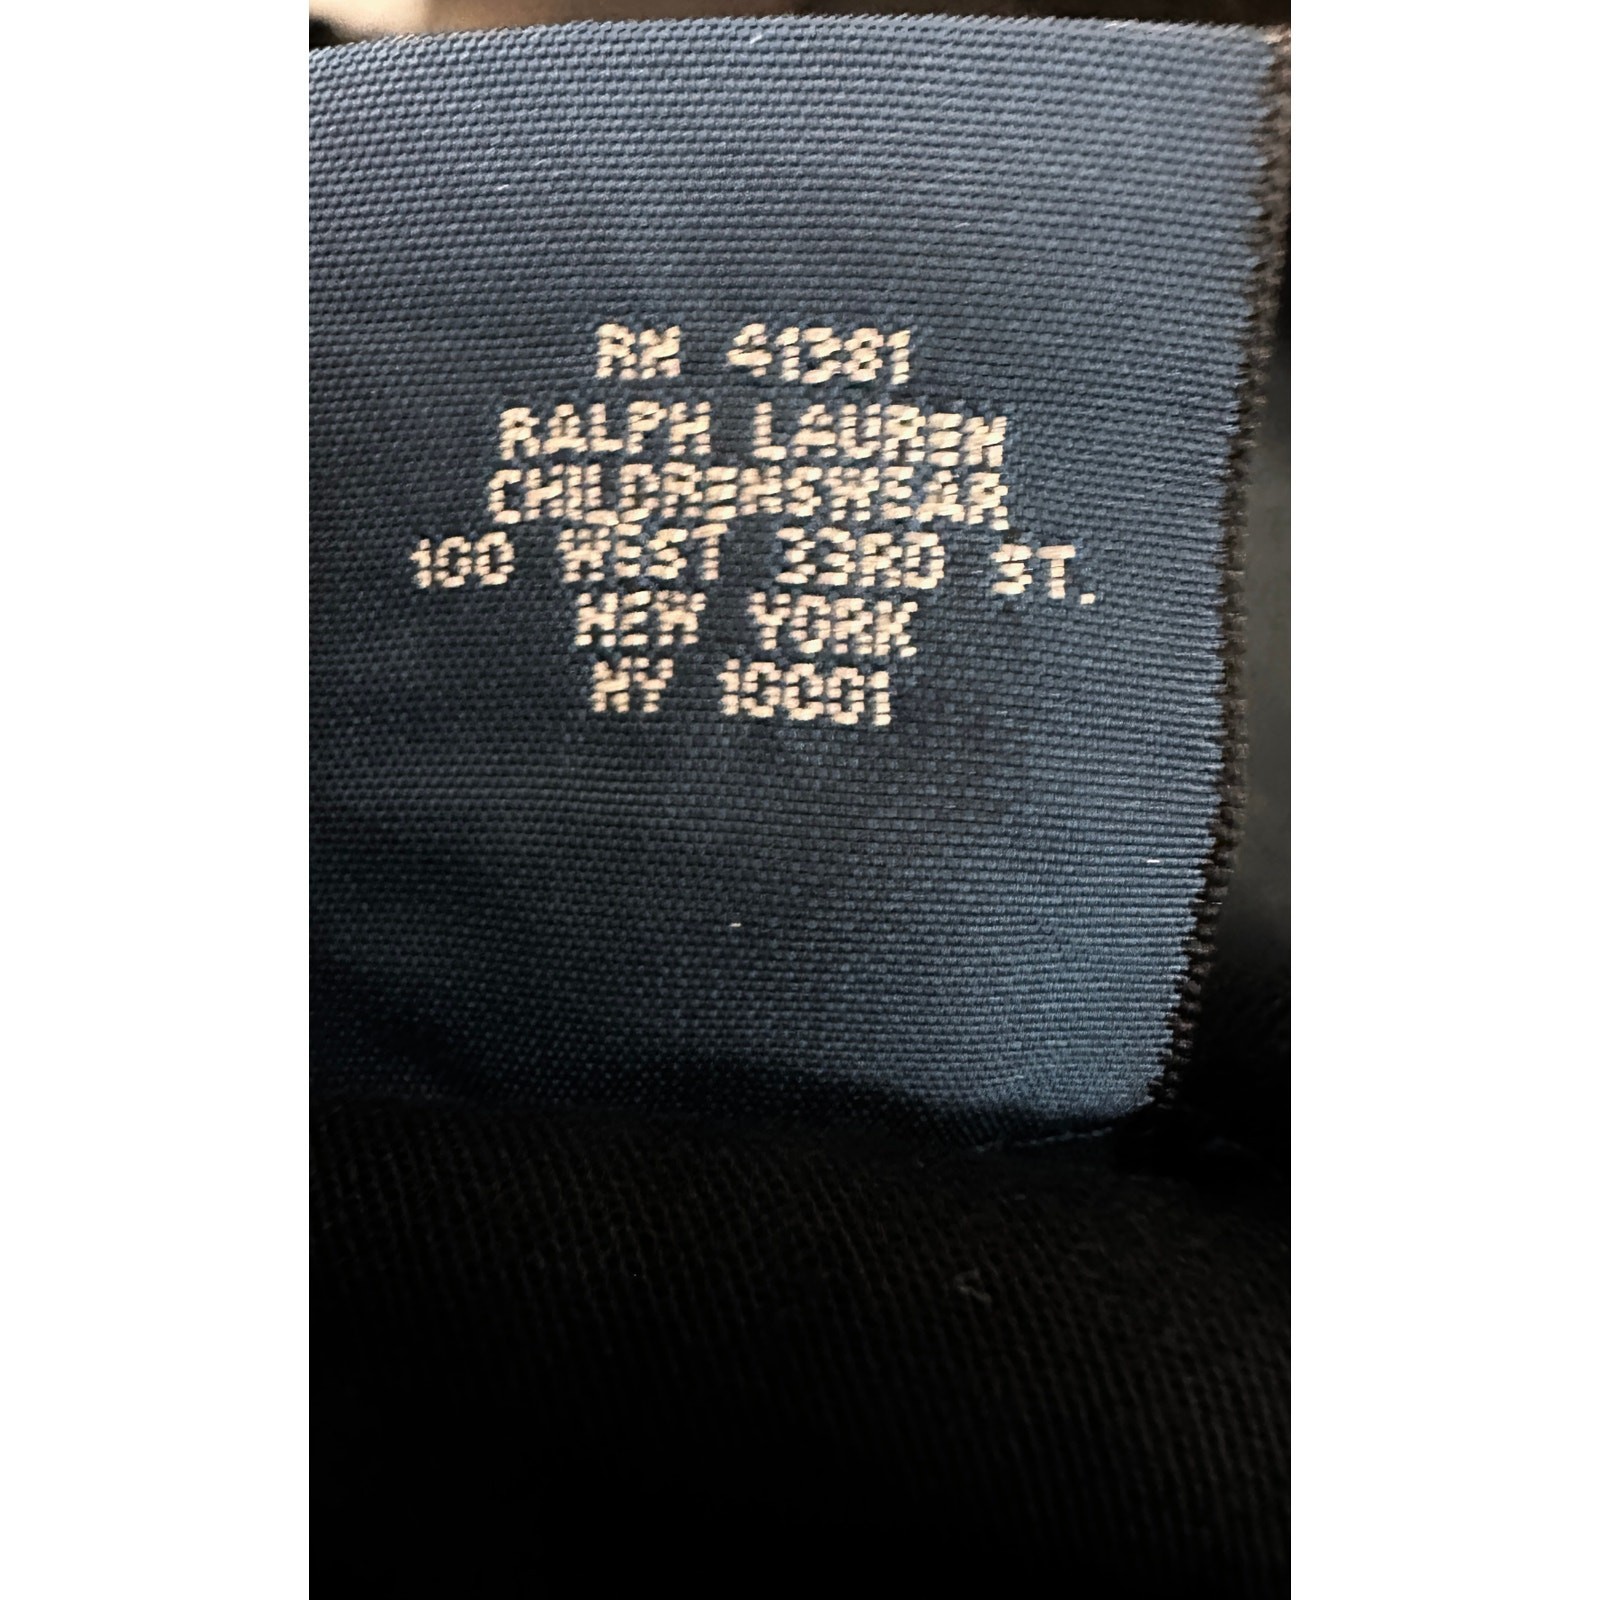 RN 41381
RALPH LAUREN
CHILDRENSWEAR
100 WEST 33RD ST.
NEW YORK
NY 10001